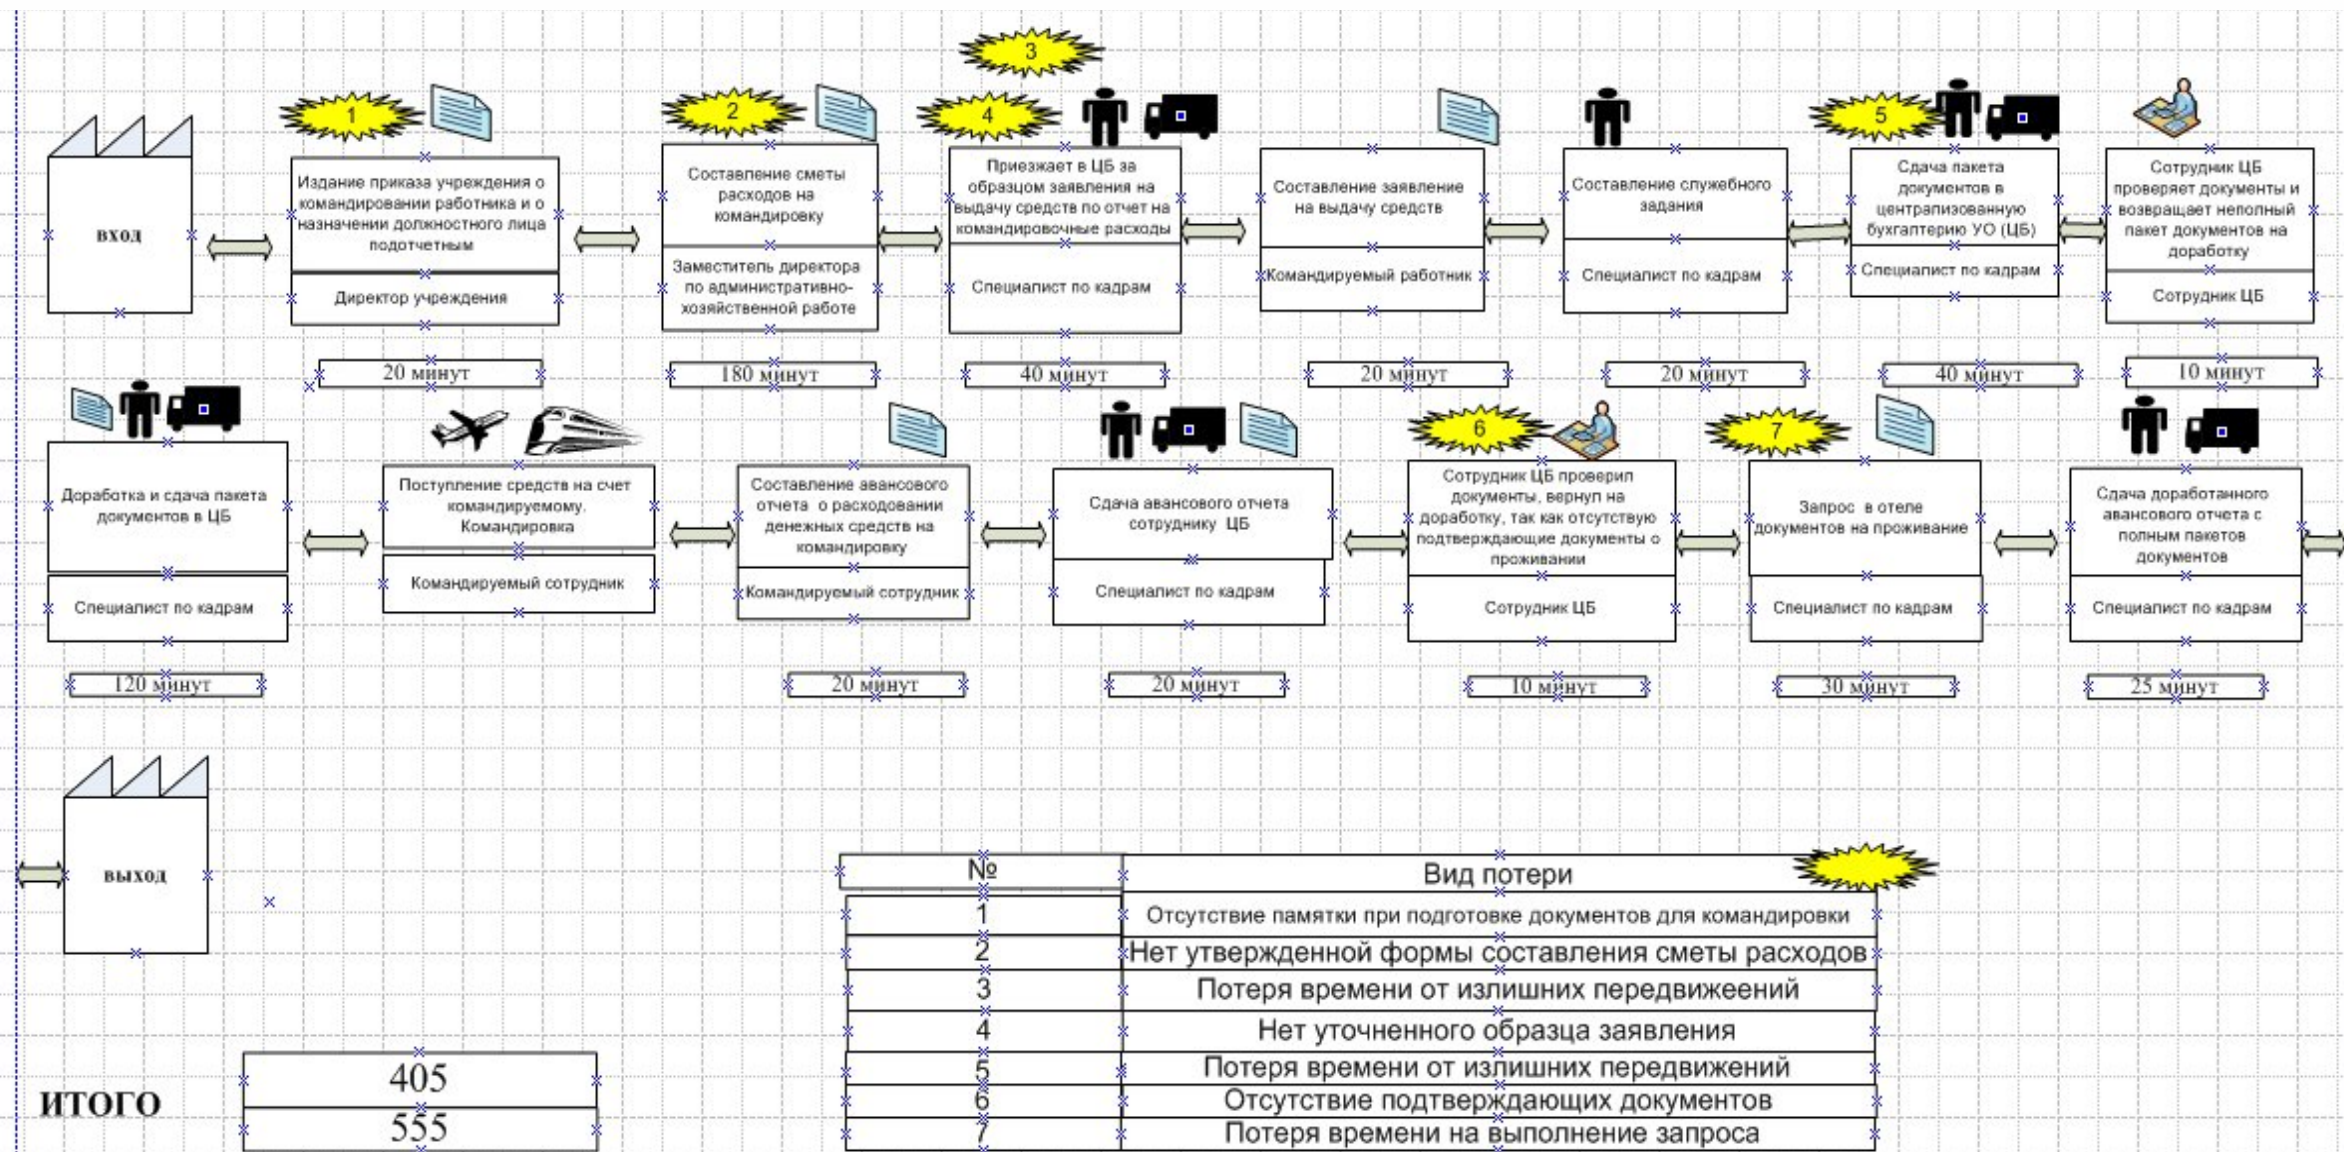 3
1
2
4
5
ВХОД
Издание приказа учреждения о
командировании работника и о
назначении должностного лица
подотчетным
Директор учреждения
20 минут
Составление сметы
расходов на
командировку
Заместитель директора
по административно-
хозяйственной работе
180 минут
Приезжает в ЦБ за
образцом заявления на
выдачу средств по отчет на
командировочные расходы
Специалист по кадрам
40 минут
Составление заявление
на выдачу средств
Командируемый работник
20 минут
Составление служебного
задания
Специалист по кадрам
20 минут
Сдача пакета
документов в
централизованную
бухгалтерию УО (ЦБ)
Специалист по кадрам
40 минут
Сотрудник ЦБ
проверяет документы и
возвращает неполный
пакет документов на
доработку
Сотрудник ЦБ
10 минут
6
7
Доработка и сдача пакета
документов в ЦБ
Специалист по кадрам
120 минут
Поступление средств на счет
командируемому.
Командировка
Командируемый сотрудник
Составление авансового
отчета о расходовании
денежных средств на
командировку
Командируемый сотрудник
20 минут
Сдача авансового отчета
сотруднику ЦБ
Специалист по кадрам
20 минут
Сотрудник ЦБ проверил
документы, вернул на
доработку, так как отсутствую
подтверждающие документы о
проживании
Сотрудник ЦБ
10 минут
Запрос в отеле
документов на проживание
Специалист по кадрам
30 минут
Сдача доработанного
авансового отчета с
полным пакетов
документов
Специалист по кадрам
25 минут
ВЫХОД
№ Вид потери
1 Отсутствие памятки при подготовке документов для командировки
2 Нет утвержденной формы составления сметы расходов
3 Потеря времени от излишних передвижеений
4 Нет уточненного образца заявления
5 Потеря времени от излишних передвижений
6 Отсутствие подтверждающих документов
7 Потеря времени на выполнение запроса
ИТОГО
405
555